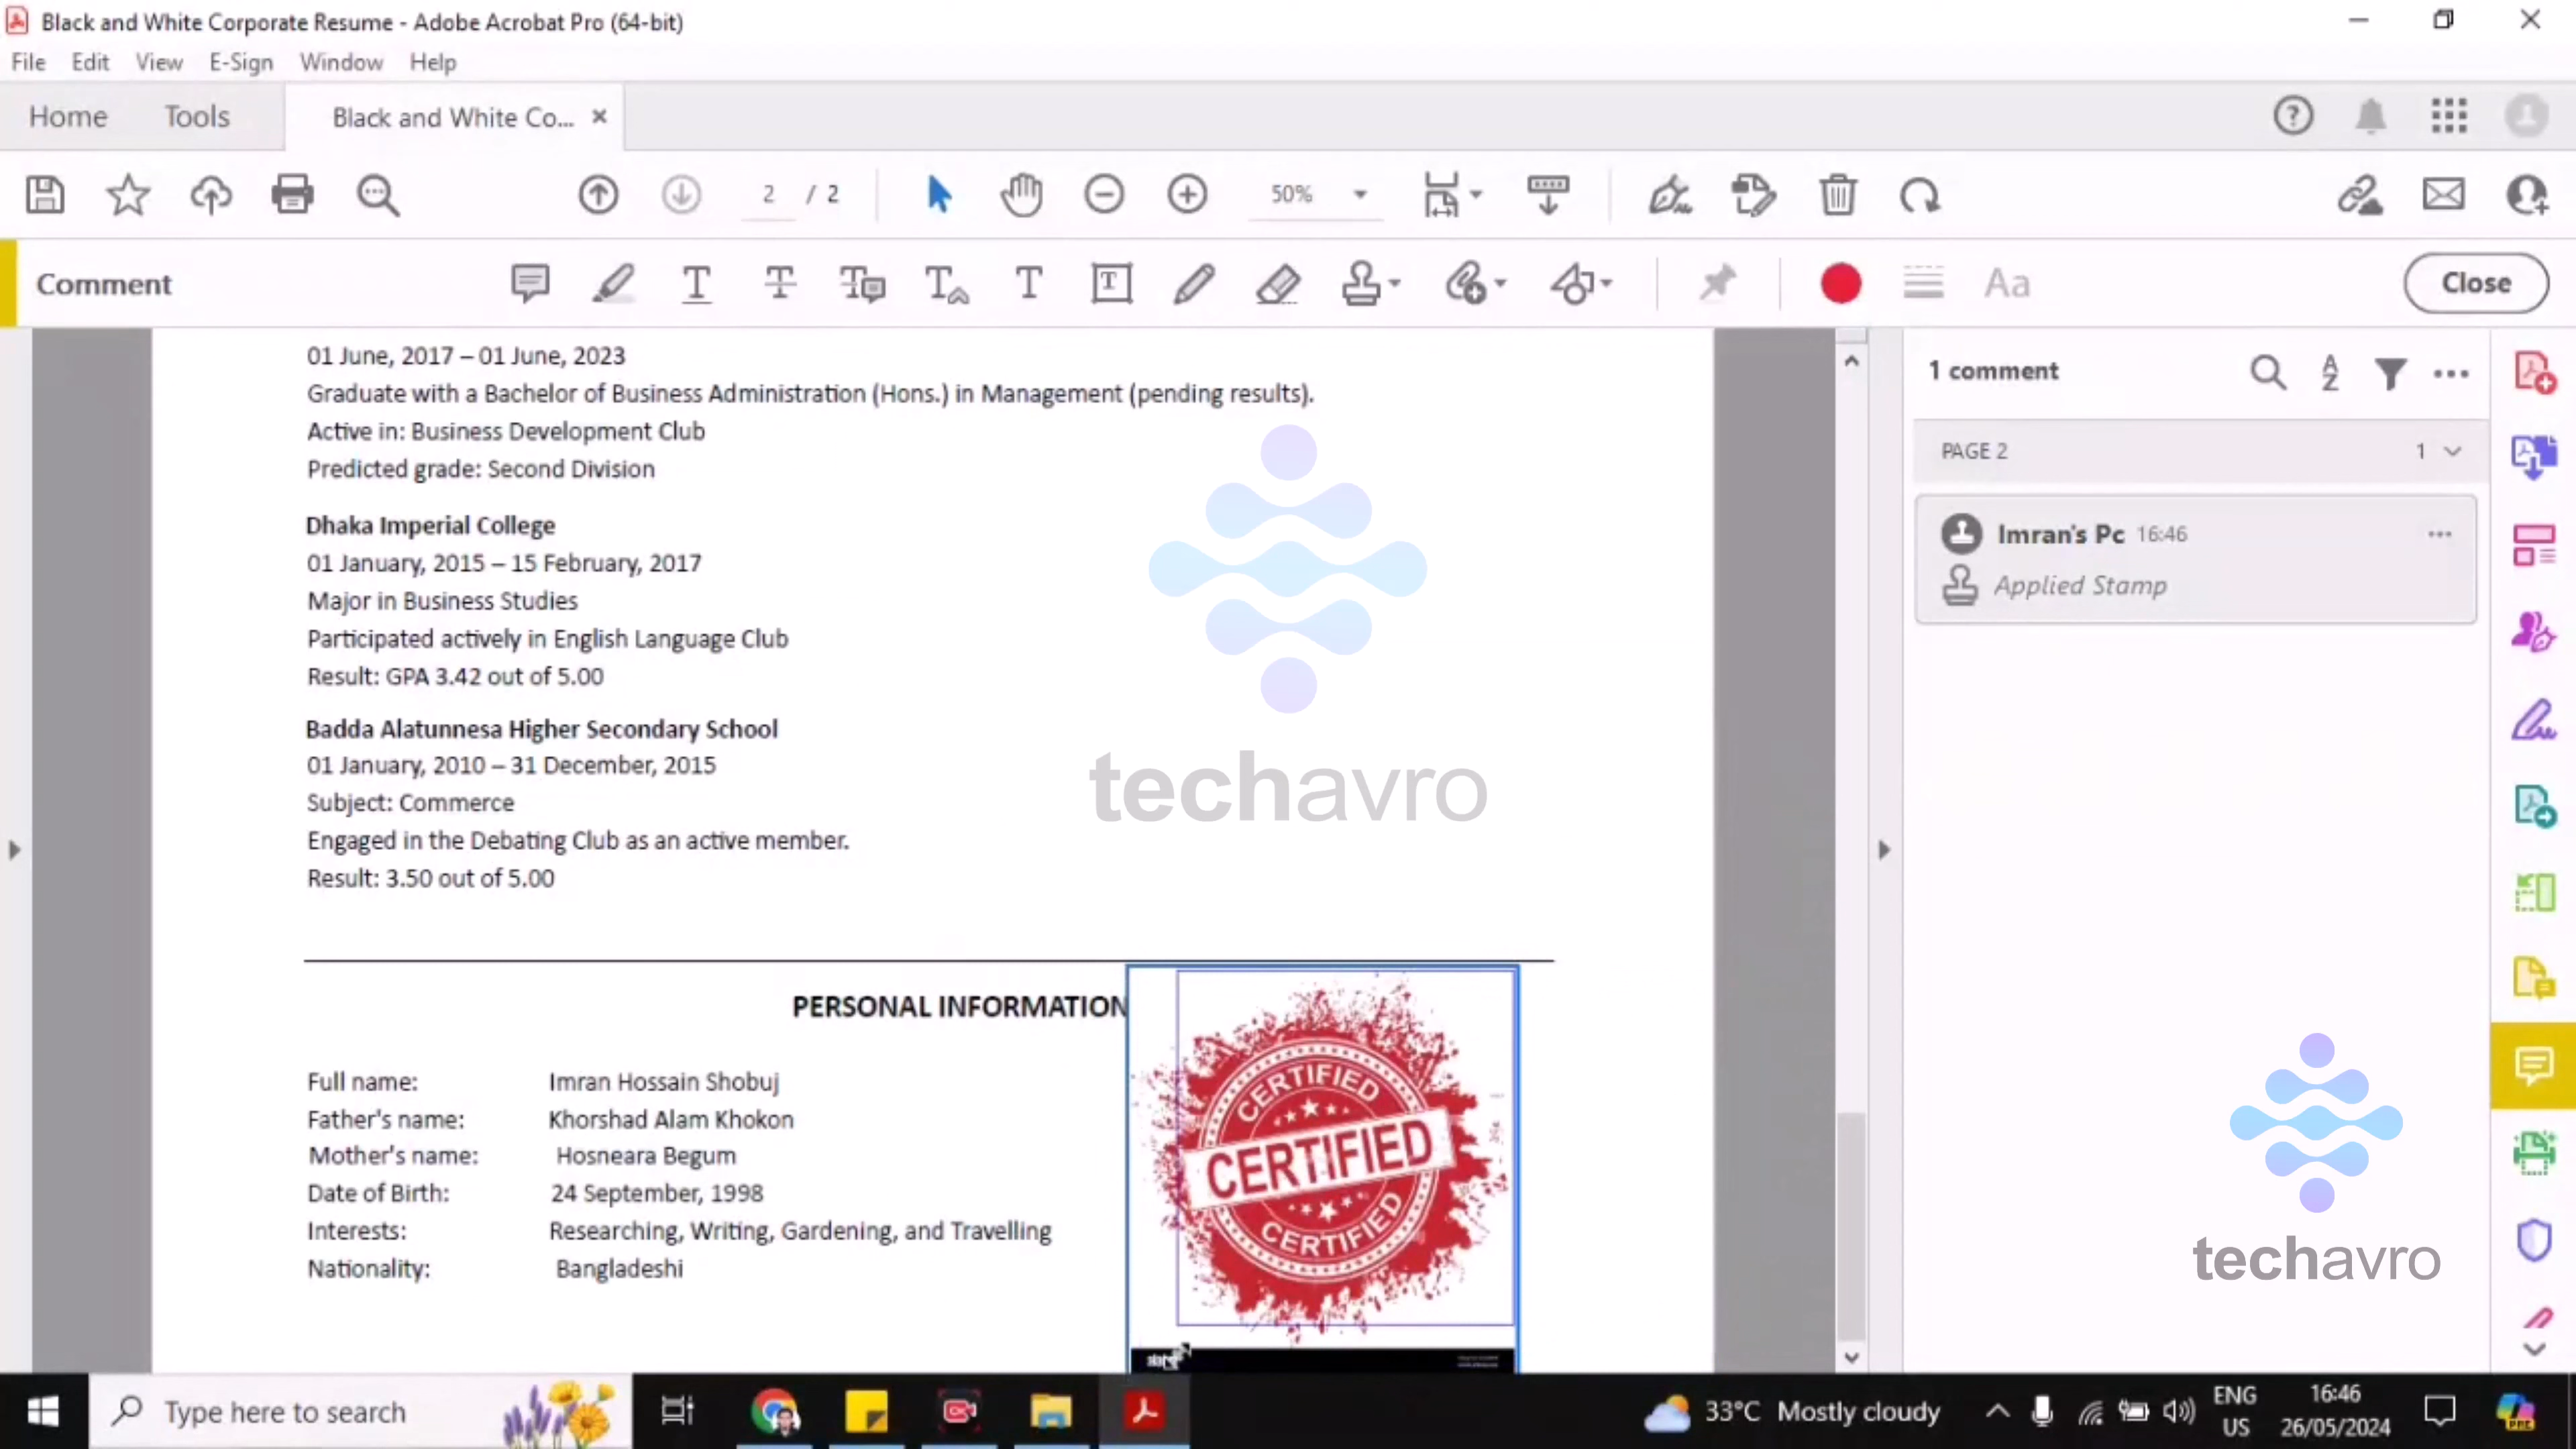 Black and White Corporate Resume - Adobe Acrobat Pro (64-bit)
File Edit View E-Sign Window Help
Home Tools Black and White Co...
2 / 2 50%
Comment
Aa
Close
01 June, 2017 – 01 June, 2023
Graduate with a Bachelor of Business Administration (Hons.) in Management (pending results).
Active in: Business Development Club
Predicted grade: Second Division
Dhaka Imperial College
01 January, 2015 – 15 February, 2017
Major in Business Studies
Participated actively in English Language Club
Result: GPA 3.42 out of 5.00
Badda Alatunnesa Higher Secondary School
01 January, 2010 – 31 December, 2015
Subject: Commerce
Engaged in the Debating Club as an active member.
Result: 3.50 out of 5.00
techavro
PERSONAL INFORMATION
Full name: Imran Hossain Shobuj
Father's name: Khorshad Alam Khokon
Mother's name: Hosneara Begum
Date of Birth: 24 September, 1998
Interests: Researching, Writing, Gardening, and Travelling
Nationality: Bangladeshi
CERTIFIED
CERTIFIED
CERTIFIED
1 comment
PAGE 2 1
Imran's Pc 16:46
Applied Stamp
techavro
Type here to search
33°C Mostly cloudy
ENG
US
16:46
26/05/2024